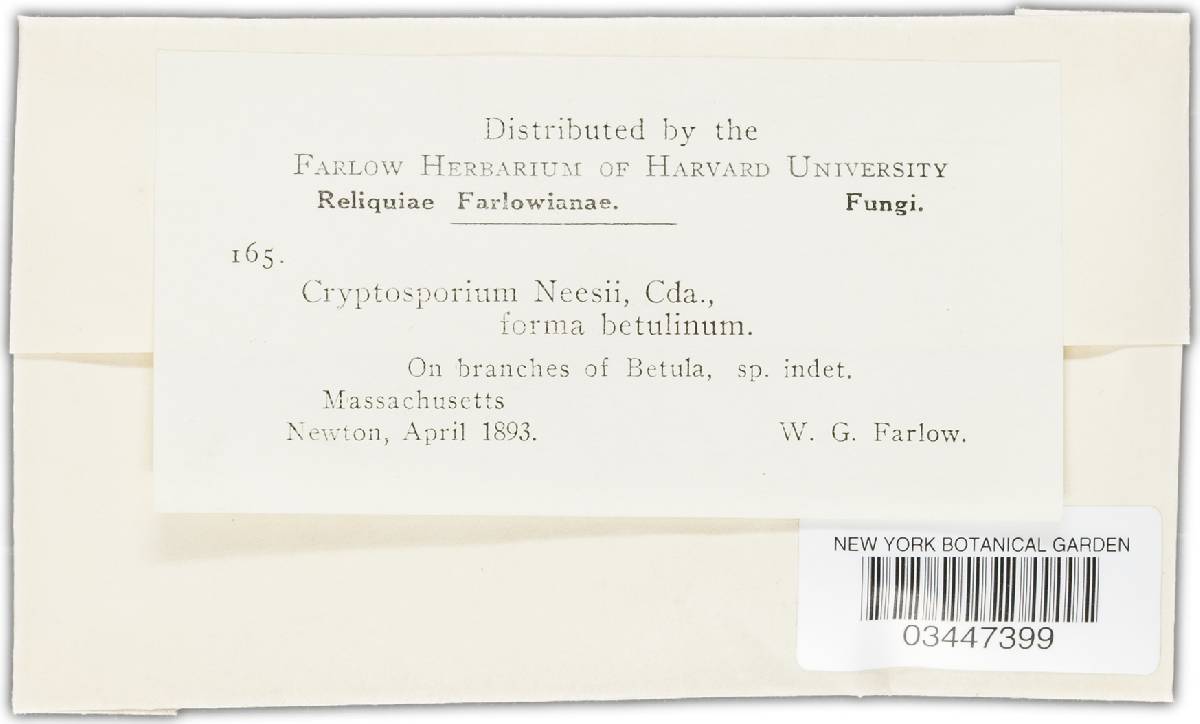 Distributed by the
FARLOW HERBARIUM OF HARVARD UNIVERSITY
Reliquiae Farlowianae. Fungi.
165.
Cryptosporium Neesii, Cda.,
forma betulinum.
On branches of Betula, sp. indet.
Massachusetts
Newton, April 1893. W. G. Farlow.
NEW YORK BOTANICAL GARDEN
03447399